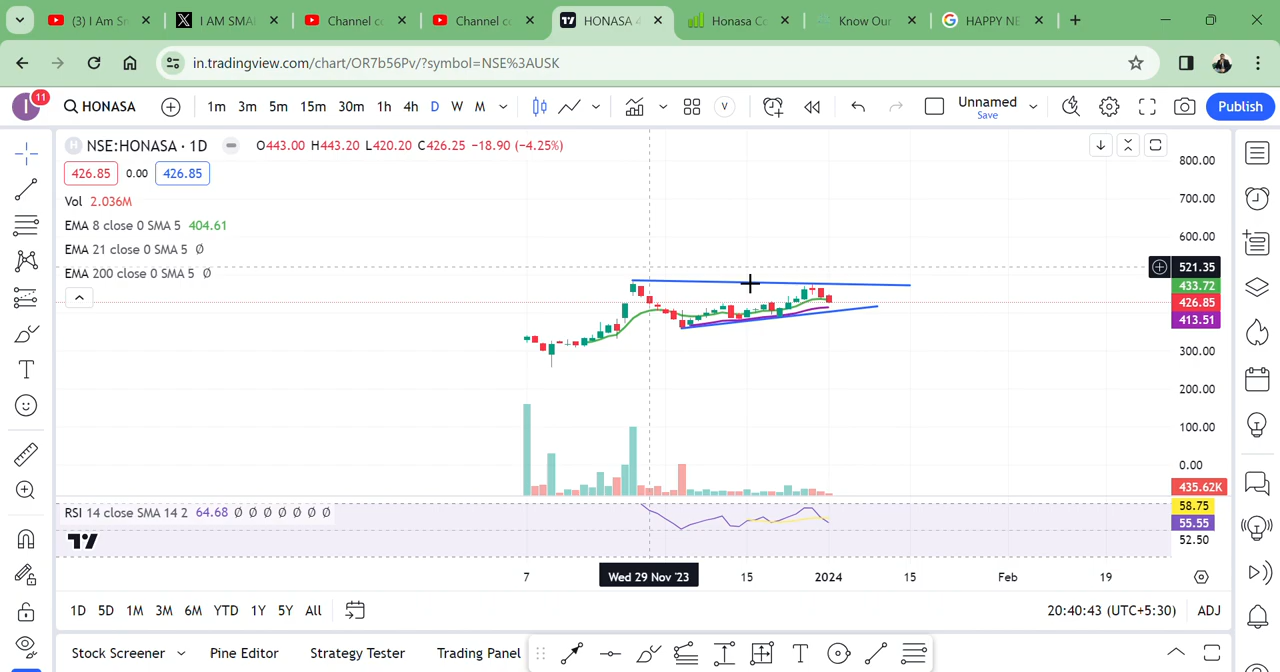 (3) I Am Sr
I AM SMAL
Channel co
Channel co
HONASA 4
Honasa Co
Know Our
HAPPY NE
in.tradingview.com/chart/OR7b56Pv/?symbol=NSE%3AUSK
I 11 HONASA 1m 3m 5m 15m 30m 1h 4h D W M V Unnamed Save Publish
H NSE:HONASA · 1D O443.00 H443.20 L420.20 C426.25 −18.90 (−4.25%)
426.85 0.00 426.85
Vol 2.036M
EMA 8 close 0 SMA 5 404.61
EMA 21 close 0 SMA 5 Ø
EMA 200 close 0 SMA 5 Ø
800.00
700.00
600.00
521.35
433.72
426.85
413.51
300.00
200.00
100.00
0.00
435.62K
RSI 14 close SMA 14 2 64.68 Ø Ø Ø Ø Ø Ø Ø
58.75
55.55
52.50
7 Wed 29 Nov '23 15 2024 15 Feb 19
1D 5D 1M 3M 6M YTD 1Y 5Y All 20:40:43 (UTC+5:30) ADJ
Stock Screener Pine Editor Strategy Tester Trading Panel